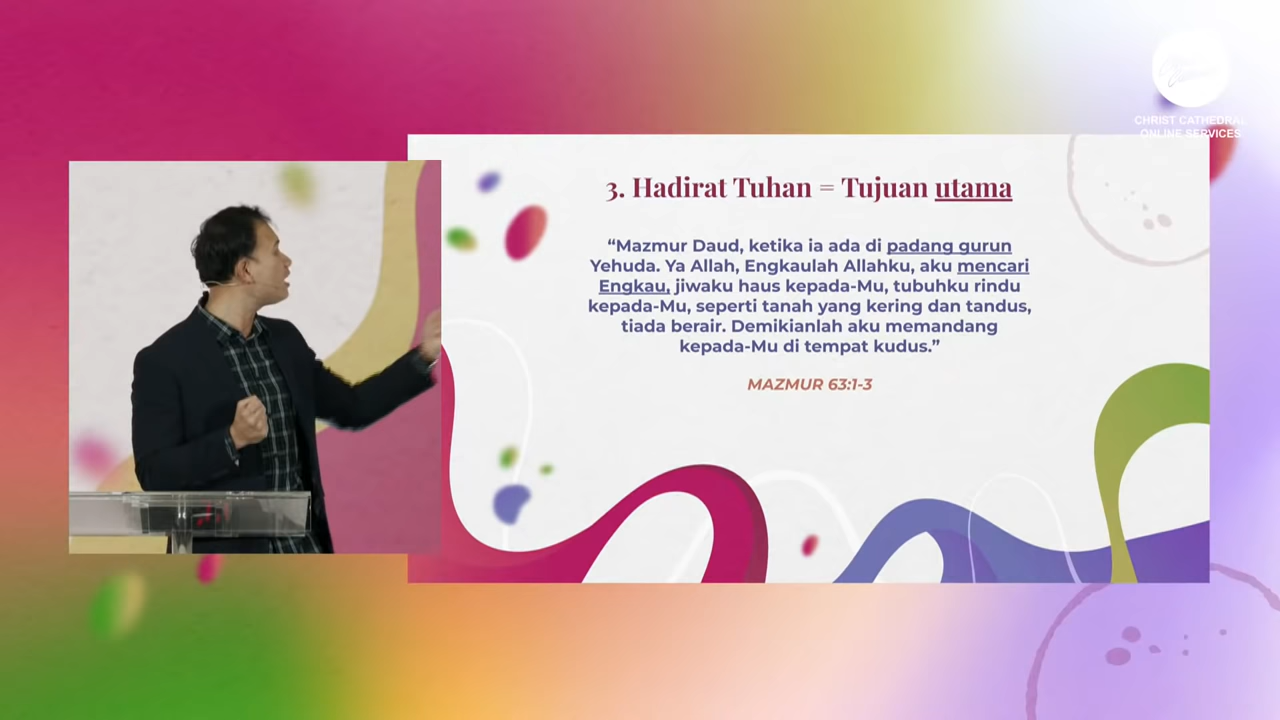 CHRIST CATHEDRAL
ONLINE SERVICES
3. Hadirat Tuhan = Tujuan utama
“Mazmur Daud, ketika ia ada di padang gurun
Yehuda. Ya Allah, Engkaulah Allahku, aku mencari
Engkau, jiwaku haus kepada-Mu, tubuhku rindu
kepada-Mu, seperti tanah yang kering dan tandus,
tiada berair. Demikianlah aku memandang
kepada-Mu di tempat kudus.”
MAZMUR 63:1-3